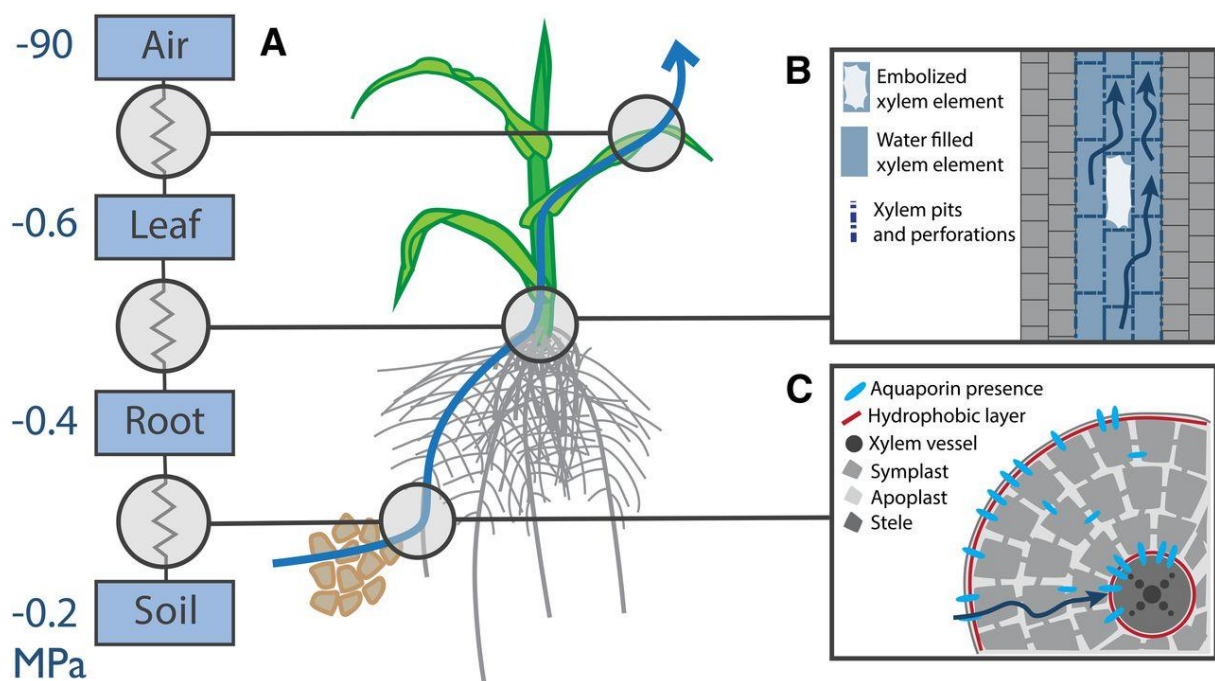 A
-90
Air
-0.6
Leaf
-0.4
Root
-0.2
Soil
MPa
B
Embolized
xylem element
Water filled
xylem element
Xylem pits
and perforations
C
Aquaporin presence
Hydrophobic layer
Xylem vessel
Symplast
Apoplast
Stele